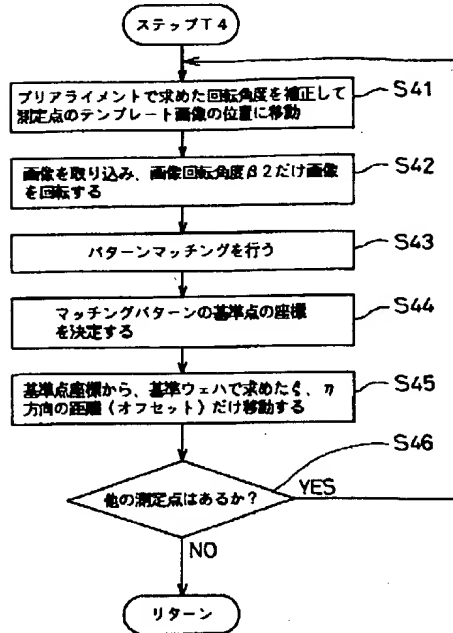 ステップT4
プリアライメントで求めた回転角度を補正して
測定点のテンプレート画像の位置に移動
S41
画像を取り込み、画像回転角度β2だけ画像
を回転する
S42
パターンマッチングを行う
S43
マッチングパターンの基準点の座標
を決定する
S44
基準点座標から、基準ウェハで求めたξ、η
方向の距離（オフセット）だけ移動する
S45
S46
他の測定点はあるか？
YES
NO
リターン